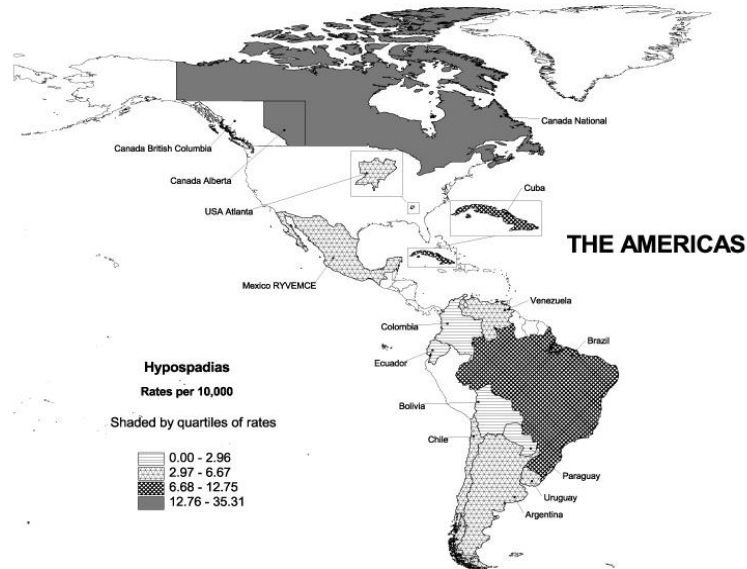 Canada National
Canada British Columbia
Canada Alberta
Cuba
USA Atlanta
THE AMERICAS
Mexico RYVEMCE
Venezuela
Colombia
Brazil
Ecuador
Hypospadias
Rates per 10,000
Bolivia
Shaded by quartiles of rates
Chile
0.00 - 2.96
2.97 - 6.67
6.68 - 12.75
12.76 - 35.31
Paraguay
Uruguay
Argentina